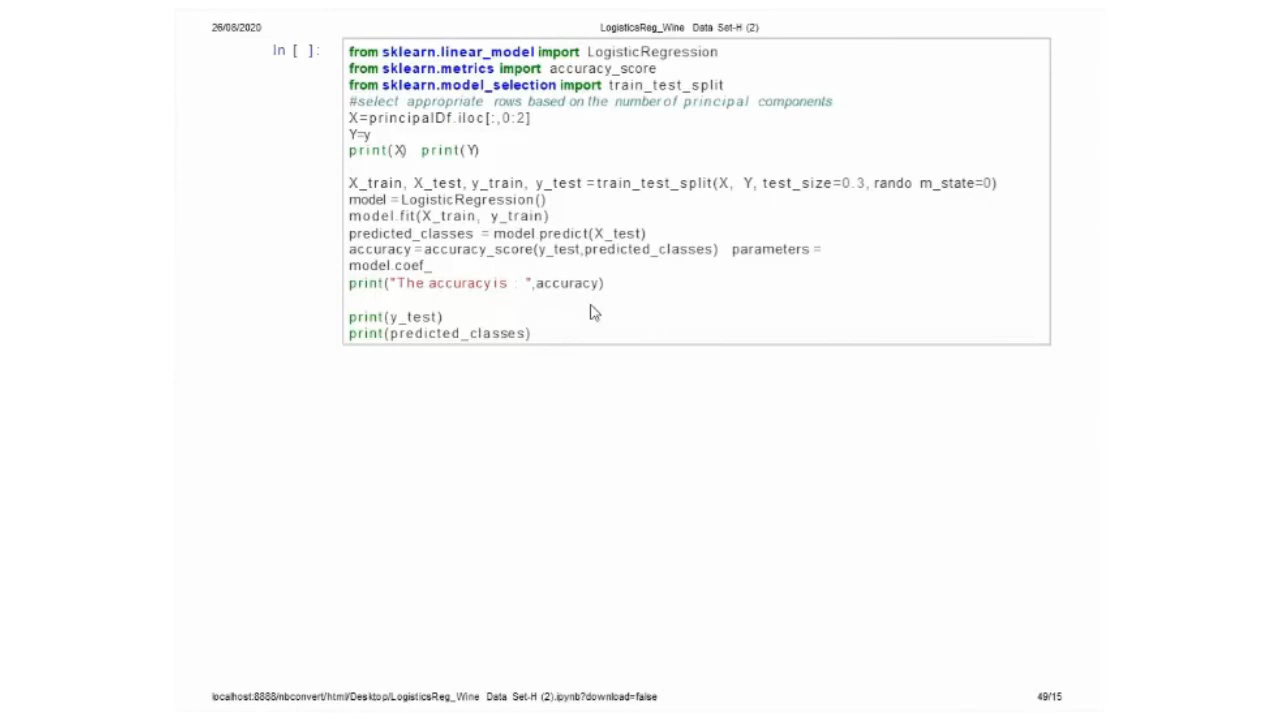 26/08/2020 LogisticsReg_Wine Data Set-H (2)
In [ ]: from sklearn.linear_model import LogisticRegression
from sklearn.metrics import accuracy_score
from sklearn.model_selection import train_test_split
#select appropriate rows based on the number of principal components
X=principalDf.iloc[:,0:2]
Y=y
print(X) print(Y)
X_train, X_test, y_train, y_test =train_test_split(X, Y, test_size=0.3, rando m_state=0)
model =LogisticRegression()
model.fit(X_train, y_train)
predicted_classes = model.predict(X_test)
accuracy =accuracy_score(y_test,predicted_classes) parameters =
model.coef_
print("The accuracy is : ",accuracy)
print(y_test)
print(predicted_classes)
localhost:8888/nbconvert/html/Desktop/LogisticsReg_Wine Data Set-H (2).ipynb?download=false 49/15